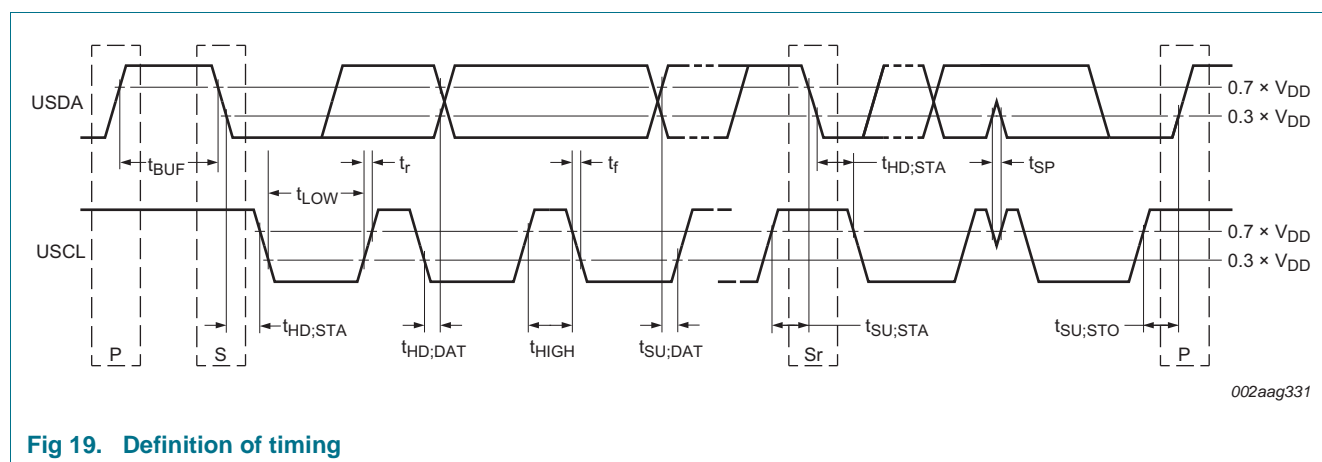 USDA
0.7 × VDD
0.3 × VDD
tBUF
tr
tf
tHD;STA
tSP
tLOW
USCL
0.7 × VDD
0.3 × VDD
tHD;STA
tHD;DAT
tHIGH
tSU;DAT
tSU;STA
tSU;STO
P
S
Sr
P
002aag331
Fig 19. Definition of timing